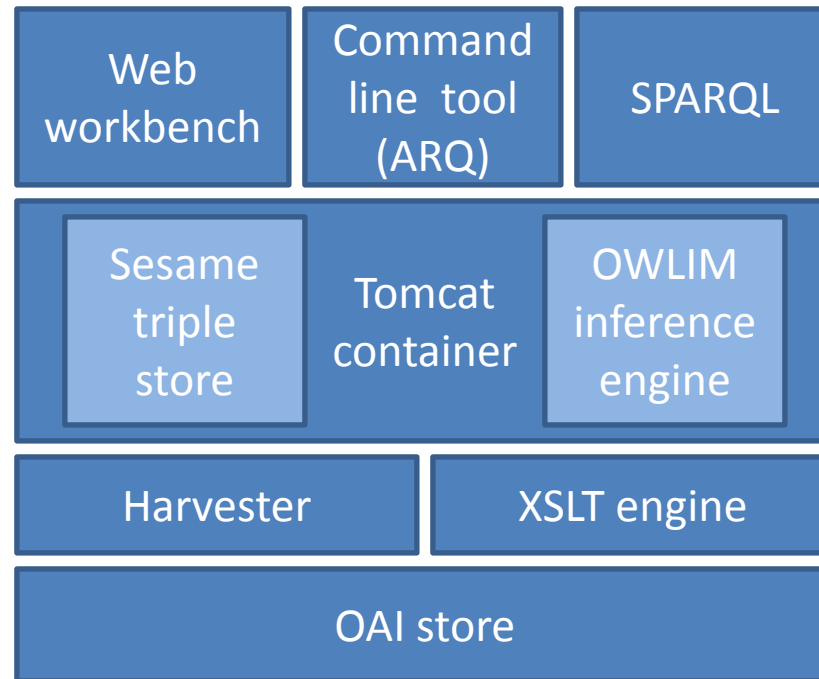 Web
workbench
Command
line tool
(ARQ)
SPARQL
Sesame
triple
store
Tomcat
container
OWLIM
inference
engine
Harvester
XSLT engine
OAI store